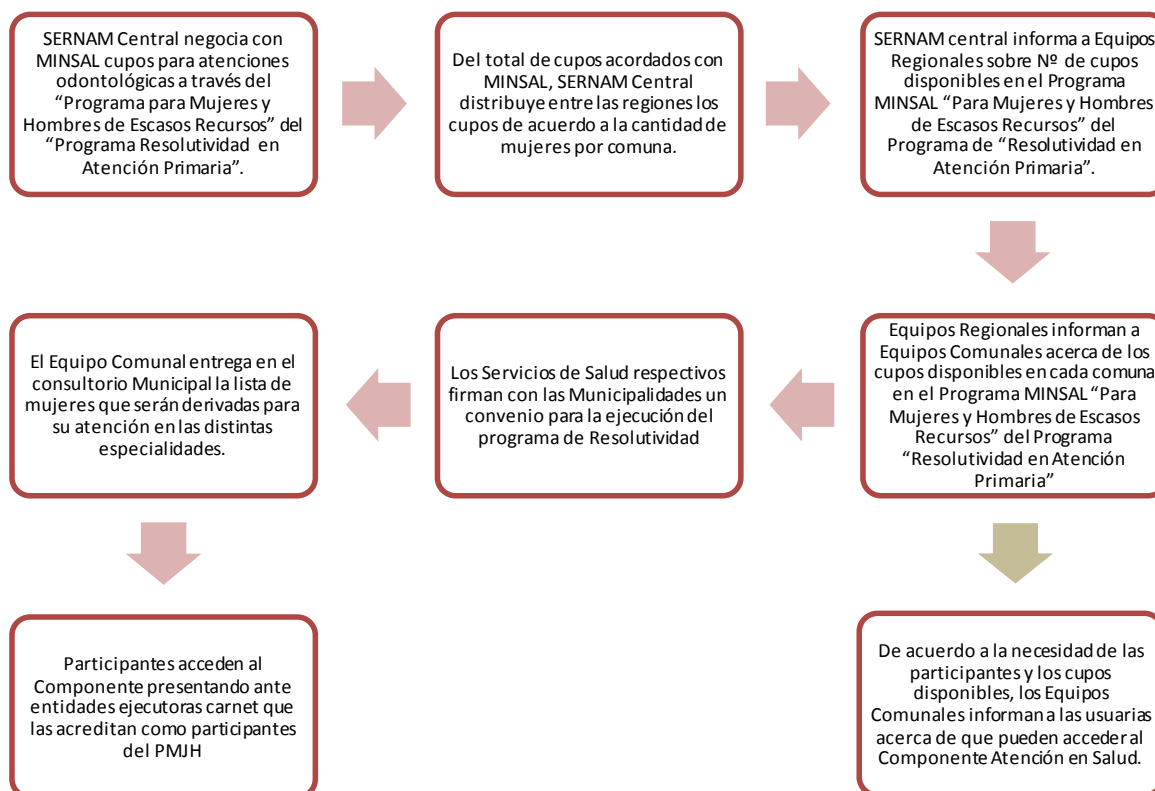 SERNAM Central negocia con
MINSAL cupos para atenciones
odontológicas a través del
“Programa para Mujeres y
Hombres de Escasos Recursos” del
“Programa Resolutividad en
Atención Primaria”.
Del total de cupos acordados con
MINSAL, SERNAM Central
distribuye entre las regiones los
cupos de acuerdo a la cantidad de
mujeres por comuna.
SERNAM central informa a Equipos
Regionales sobre Nº de cupos
disponibles en el Programa
MINSAL “Para Mujeres y Hombres
de Escasos Recursos” del
Programa de “Resolutividad en
Atención Primaria”.
Equipos Regionales informan a
Equipos Comunales acerca de los
cupos disponibles en cada comuna
en el Programa MINSAL “Para
Mujeres y Hombres de Escasos
Recursos” del Programa
“Resolutividad en Atención
Primaria”
Los Servicios de Salud respectivos
firman con las Municipalidades un
convenio para la ejecución del
programa de Resolutividad
El Equipo Comunal entrega en el
consultorio Municipal la lista de
mujeres que serán derivadas para
su atención en las distintas
especialidades.
Participantes acceden al
Componente presentando ante
entidades ejecutoras carnet que
las acreditan como participantes
del PMJH
De acuerdo a la necesidad de las
participantes y los cupos
disponibles, los Equipos
Comunales informan a las usuarias
acerca de que pueden acceder al
Componente Atención en Salud.